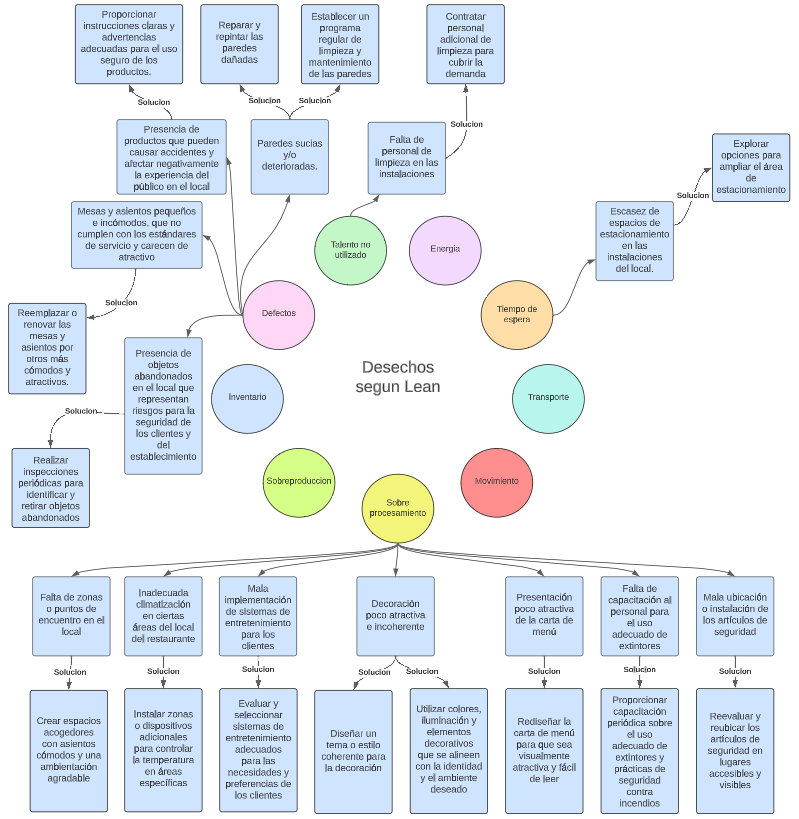 Proporcionar
instrucciones claras y
advertencias
adecuadas para el uso
seguro de los
productos.
Reparar y
repintar las
paredes
dañadas
Establecer un
programa
regular de
limpieza y
mantenimiento
de las paredes
Contratar
personal
adicional de
limpieza para
cubrir la
demanda
Solucion
Solucion
Solucion
Solucion
Presencia de
productos que pueden
causar accidentes y
afectar negativamente
la experiencia del
público en el local
Paredes sucias
y/o
deterioradas.
Falta de
personal de
limpieza en las
instalaciones
Explorar
opciones para
ampliar el área
de
estacionamiento
Solucion
Mesas y asientos pequeños
e incómodos, que no
cumplen con los estándares
de servicio y carecen de
atractivo
Escasez de
espacios de
estacionamiento
en las
instalaciones
del local.
Talento no
utilizado
Energia
Solucion
Defectos
Tiempo de
espera
Reemplazar o
renovar las
mesas y
asientos por
otros más
cómodos y
atractivos.
Presencia de
objetos
abandonados
en el local que
representan
riesgos para la
seguridad de
los clientes y
del
establecimiento
Desechos
segun Lean
Inventario
Transporte
Solucion
Realizar
inspecciones
periódicas para
identificar y
retirar objetos
abandonados
Sobreproduccion
Movimiento
Sobre
procesamiento
Falta de zonas
o puntos de
encuentro en el
local
Inadecuada
climatización
en ciertas
áreas del local
del restaurante
Mala
implementación
de sistemas de
entretenimiento
para los
clientes
Decoración
poco atractiva
e incoherente
Presentación
poco atractiva
de la carta de
menú
Falta de
capacitación al
personal para
el uso
adecuado de
extintores
Mala ubicación
o instalación de
los artículos de
seguridad
Solucion
Solucion
Solucion
Solucion
Solucion
Solucion
Solucion
Solucion
Crear espacios
acogedores
con asientos
cómodos y una
ambientación
agradable
Instalar zonas
o dispositivos
adicionales
para controlar
la temperatura
en áreas
específicas
Evaluar y
seleccionar
sistemas de
entretenimiento
adecuados
para las
necesidades y
preferencias de
los clientes
Diseñar un
tema o estilo
coherente para
la decoración
Utilizar colores,
iluminación y
elementos
decorativos
que se alineen
con la identidad
y el ambiente
deseado
Rediseñar la
carta de menú
para que sea
visualmente
atractiva y fácil
de leer
Proporcionar
capacitación
periódica sobre
el uso
adecuado de
extintores y
prácticas de
seguridad
contra
incendios
Reevaluar y
reubicar los
artículos de
seguridad en
lugares
accesibles y
visibles